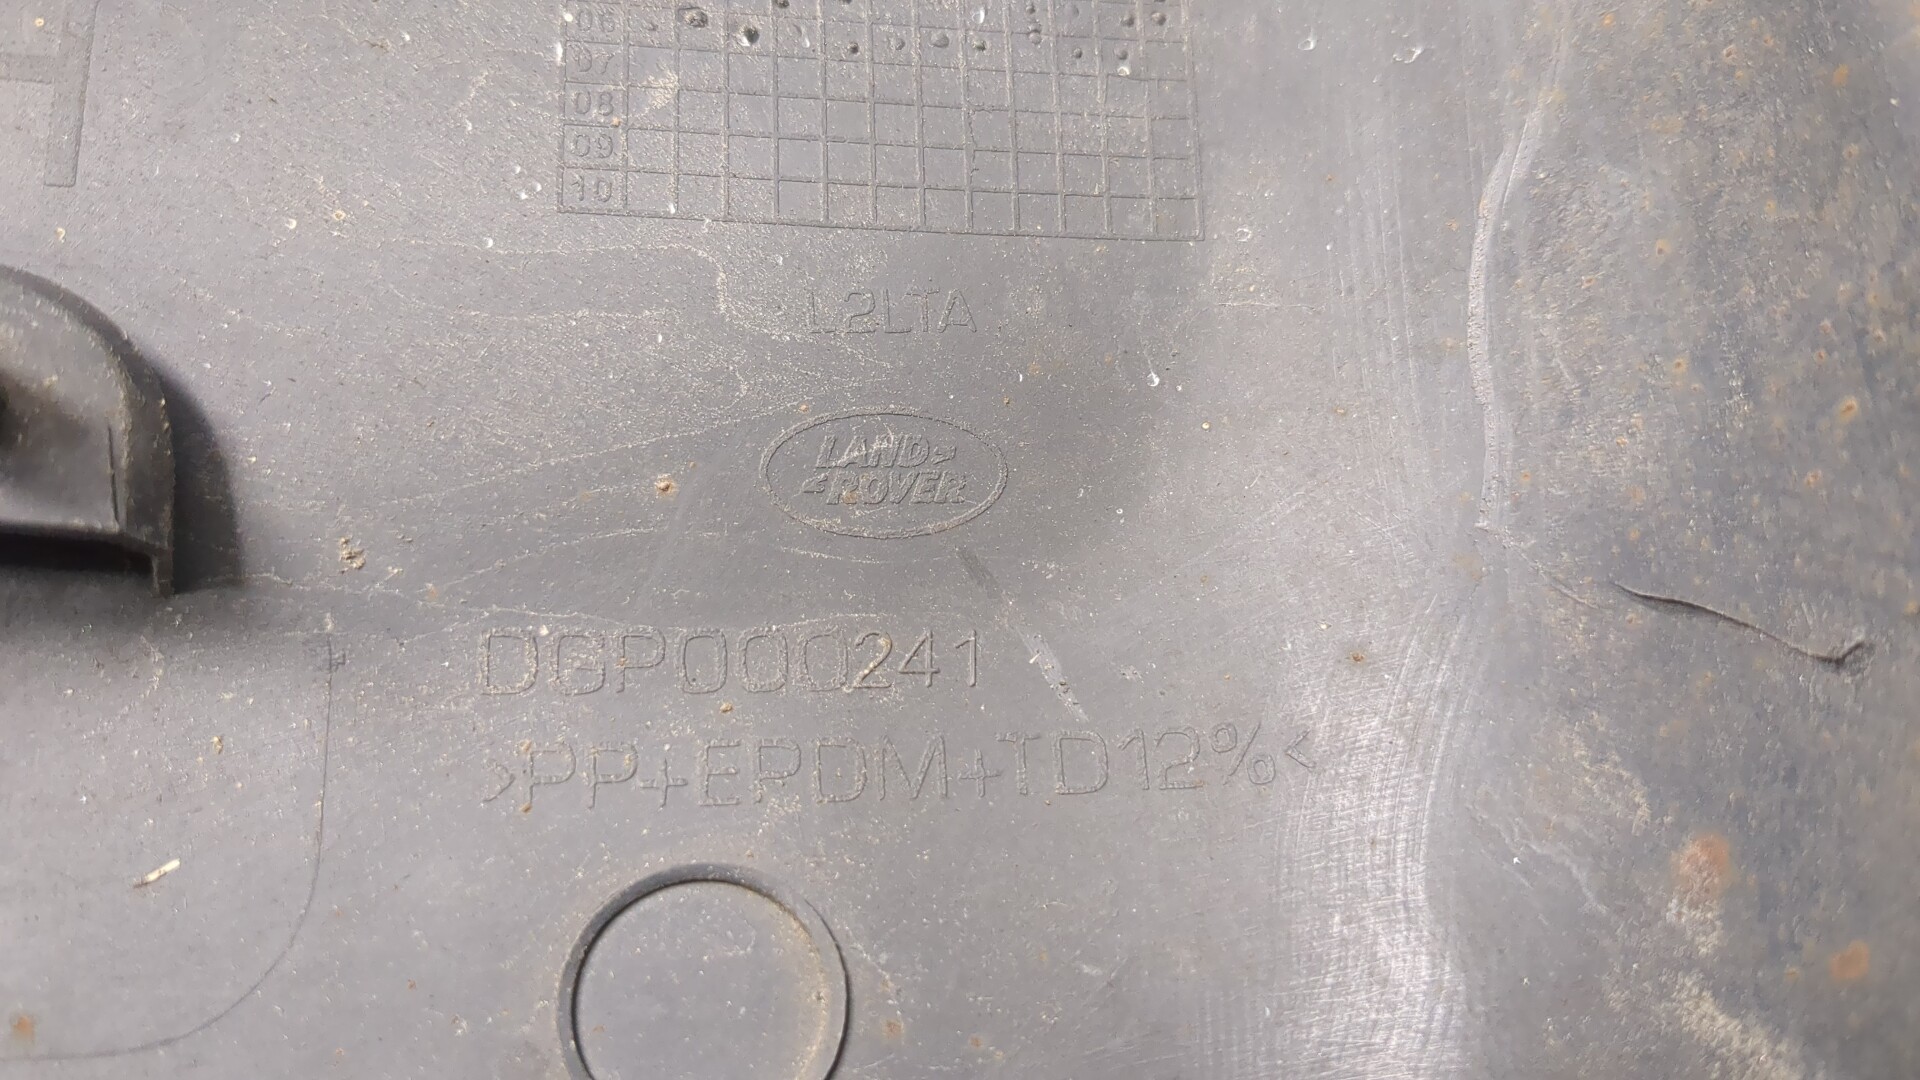 06
07
08
09
10
L2LTA
LAND
ROVER
DGP000241
>PP+EPDM+TD12%<